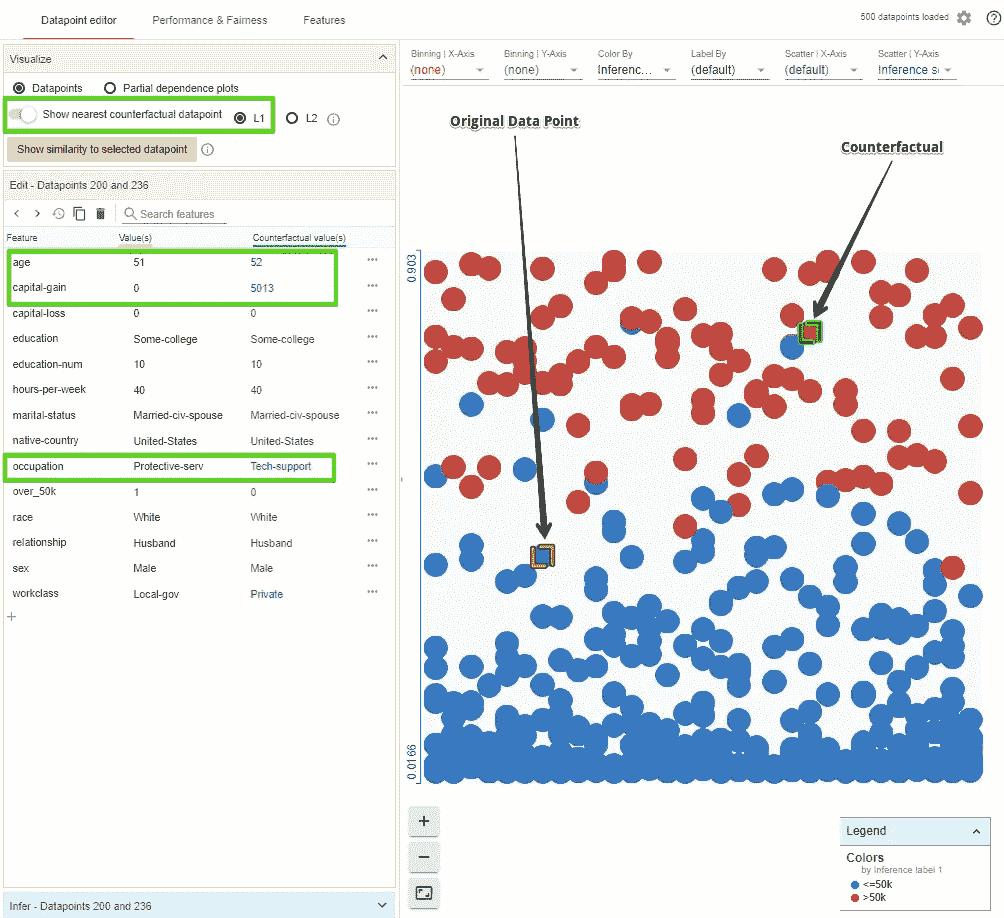 Datapoint editor Performance & Fairness Features 500 datapoints loaded
Visualize
Datapoints Partial dependence plots
Show nearest counterfactual datapoint L1 L2
Show similarity to selected datapoint
Edit - Datapoints 200 and 236
Search features
Feature Value(s) Counterfactual value(s)
age 51 52
capital-gain 0 5013
capital-loss 0 0
education Some-college Some-college
education-num 10 10
hours-per-week 40 40
marital-status Married-civ-spouse Married-civ-spouse
native-country United-States United-States
occupation Protective-serv Tech-support
over_50k 1 0
race White White
relationship Husband Husband
sex Male Male
workclass Local-gov Private
Infer - Datapoints 200 and 236
Binning | X-Axis Binning | Y-Axis Color By Label By Scatter | X-Axis Scatter | Y-Axis
(none) (none) Inferenc... (default) (default) Inference s
Original Data Point
Counterfactual
0.903
0.0166
Legend
Colors
by Inference label 1
<=50k
>50k